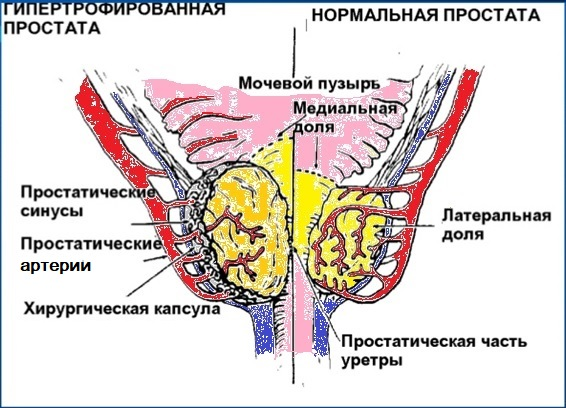 ГИПЕРТРОФИРОВАННАЯ
ПРОСТАТА
НОРМАЛЬНАЯ ПРОСТАТА
Мочевой пузырь
Медиальная
доля
Простатические
синусы
Простатические
артерии
Хирургическая капсула
Латеральная
доля
Простатическая часть
уретры